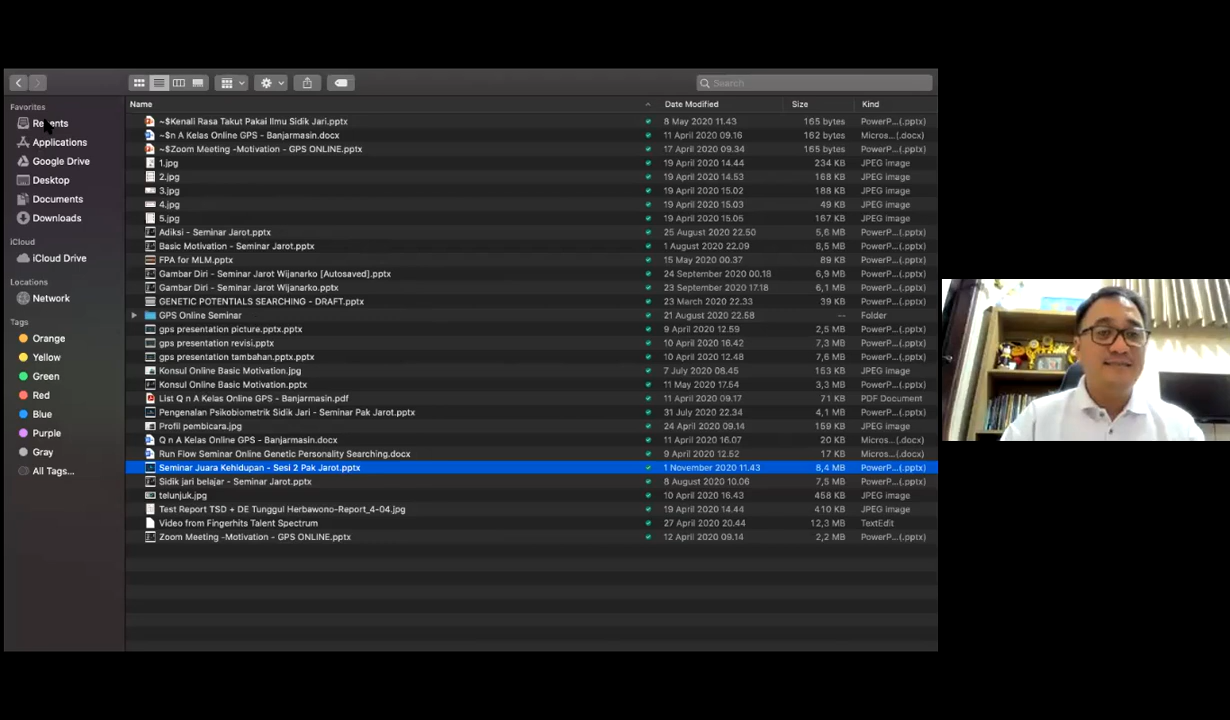 Search
Favorites
Recents
Applications
Google Drive
Desktop
Documents
Downloads
iCloud
iCloud Drive
Locations
Network
Tags
Orange
Yellow
Green
Red
Blue
Purple
Gray
All Tags...
Name Date Modified Size Kind
~$Kenali Rasa Takut Pakai Ilmu Sidik Jari.pptx 8 May 2020 11.43 165 bytes PowerP...(.pptx)
~$n A Kelas Online GPS - Banjarmasin.docx 11 April 2020 09.16 162 bytes Micros...(.docx)
~$Zoom Meeting -Motivation - GPS ONLINE.pptx 17 April 2020 09.34 165 bytes PowerP...(.pptx)
1.jpg 19 April 2020 14.44 234 KB JPEG image
2.jpg 19 April 2020 14.53 168 KB JPEG image
3.jpg 19 April 2020 15.02 188 KB JPEG image
4.jpg 19 April 2020 15.03 49 KB JPEG image
5.jpg 19 April 2020 15.05 167 KB JPEG image
Adiksi - Seminar Jarot.pptx 25 August 2020 22.50 5,6 MB PowerP...(.pptx)
Basic Motivation - Seminar Jarot.pptx 1 August 2020 22.09 8,5 MB PowerP...(.pptx)
FPA for MLM.pptx 15 May 2020 00.37 89 KB PowerP...(.pptx)
Gambar Diri - Seminar Jarot Wijanarko [Autosaved].pptx 24 September 2020 00.18 6,9 MB PowerP...(.pptx)
Gambar Diri - Seminar Jarot Wijanarko.pptx 23 September 2020 17.18 6,1 MB PowerP...(.pptx)
GENETIC POTENTIALS SEARCHING - DRAFT.pptx 23 March 2020 22.33 39 KB PowerP...(.pptx)
GPS Online Seminar 21 August 2020 22.58 -- Folder
gps presentation picture.pptx.pptx 9 April 2020 12.59 2,5 MB PowerP...(.pptx)
gps presentation revisi.pptx 10 April 2020 16.42 7,3 MB PowerP...(.pptx)
gps presentation tambahan.pptx.pptx 10 April 2020 12.48 7,6 MB PowerP...(.pptx)
Konsul Online Basic Motivation.jpg 7 July 2020 08.45 163 KB JPEG image
Konsul Online Basic Motivation.pptx 11 May 2020 17.54 3,3 MB PowerP...(.pptx)
List Q n A Kelas Online GPS - Banjarmasin.pdf 11 April 2020 09.17 71 KB PDF Document
Pengenalan Psikobiometrik Sidik Jari - Seminar Pak Jarot.pptx 31 July 2020 22.34 4,1 MB PowerP...(.pptx)
Profil pembicara.jpg 24 April 2020 09.14 159 KB JPEG image
Q n A Kelas Online GPS - Banjarmasin.docx 11 April 2020 16.07 20 KB Micros...(.docx)
Run Flow Seminar Online Genetic Personality Searching.docx 9 April 2020 12.52 17 KB Micros...(.docx)
Seminar Juara Kehidupan - Sesi 2 Pak Jarot.pptx 1 November 2020 11.43 8,4 MB PowerP...(.pptx)
Sidik jari belajar - Seminar Jarot.pptx 8 August 2020 10.06 7,5 MB PowerP...(.pptx)
telunjuk.jpg 10 April 2020 16.43 458 KB JPEG image
Test Report TSD + DE Tunggul Herbawono-Report_4-04.jpg 19 April 2020 14.44 410 KB JPEG image
Video from Fingerhits Talent Spectrum 27 April 2020 20.44 12,3 MB TextEdit
Zoom Meeting -Motivation - GPS ONLINE.pptx 12 April 2020 09.14 2,2 MB PowerP...(.pptx)